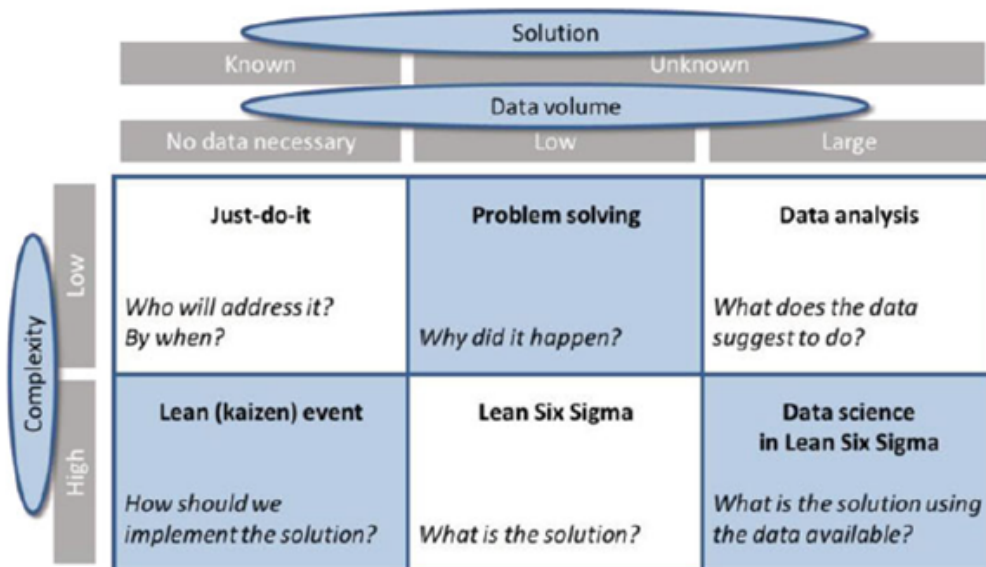 Solution
Known
Unknown
Data volume
No data necessary
Low
Large
Complexity
Low
Just-do-it
Who will address it?
By when?
Problem solving
Why did it happen?
Data analysis
What does the data
suggest to do?
High
Lean (kaizen) event
How should we
implement the solution?
Lean Six Sigma
What is the solution?
Data science
in Lean Six Sigma
What is the solution using
the data available?